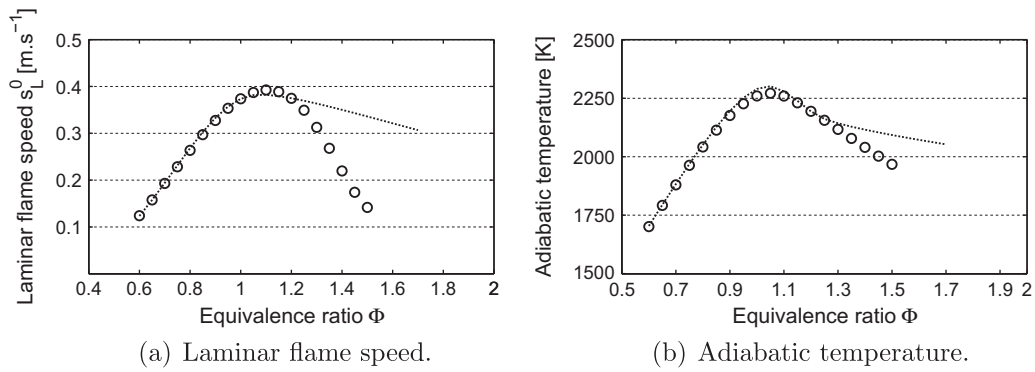 Laminar flame speed s_L^0 [m.s^−1]
0.5
0.4
0.3
0.2
0.1
0.4 0.6 0.8 1 1.2 1.4 1.6 1.8 2
Equivalence ratio Φ
(a) Laminar flame speed.
Adiabatic temperature [K]
2500
2250
2000
1750
1500
0.5 0.7 0.9 1.1 1.3 1.5 1.7 1.9 2
Equivalence ratio Φ
(b) Adiabatic temperature.